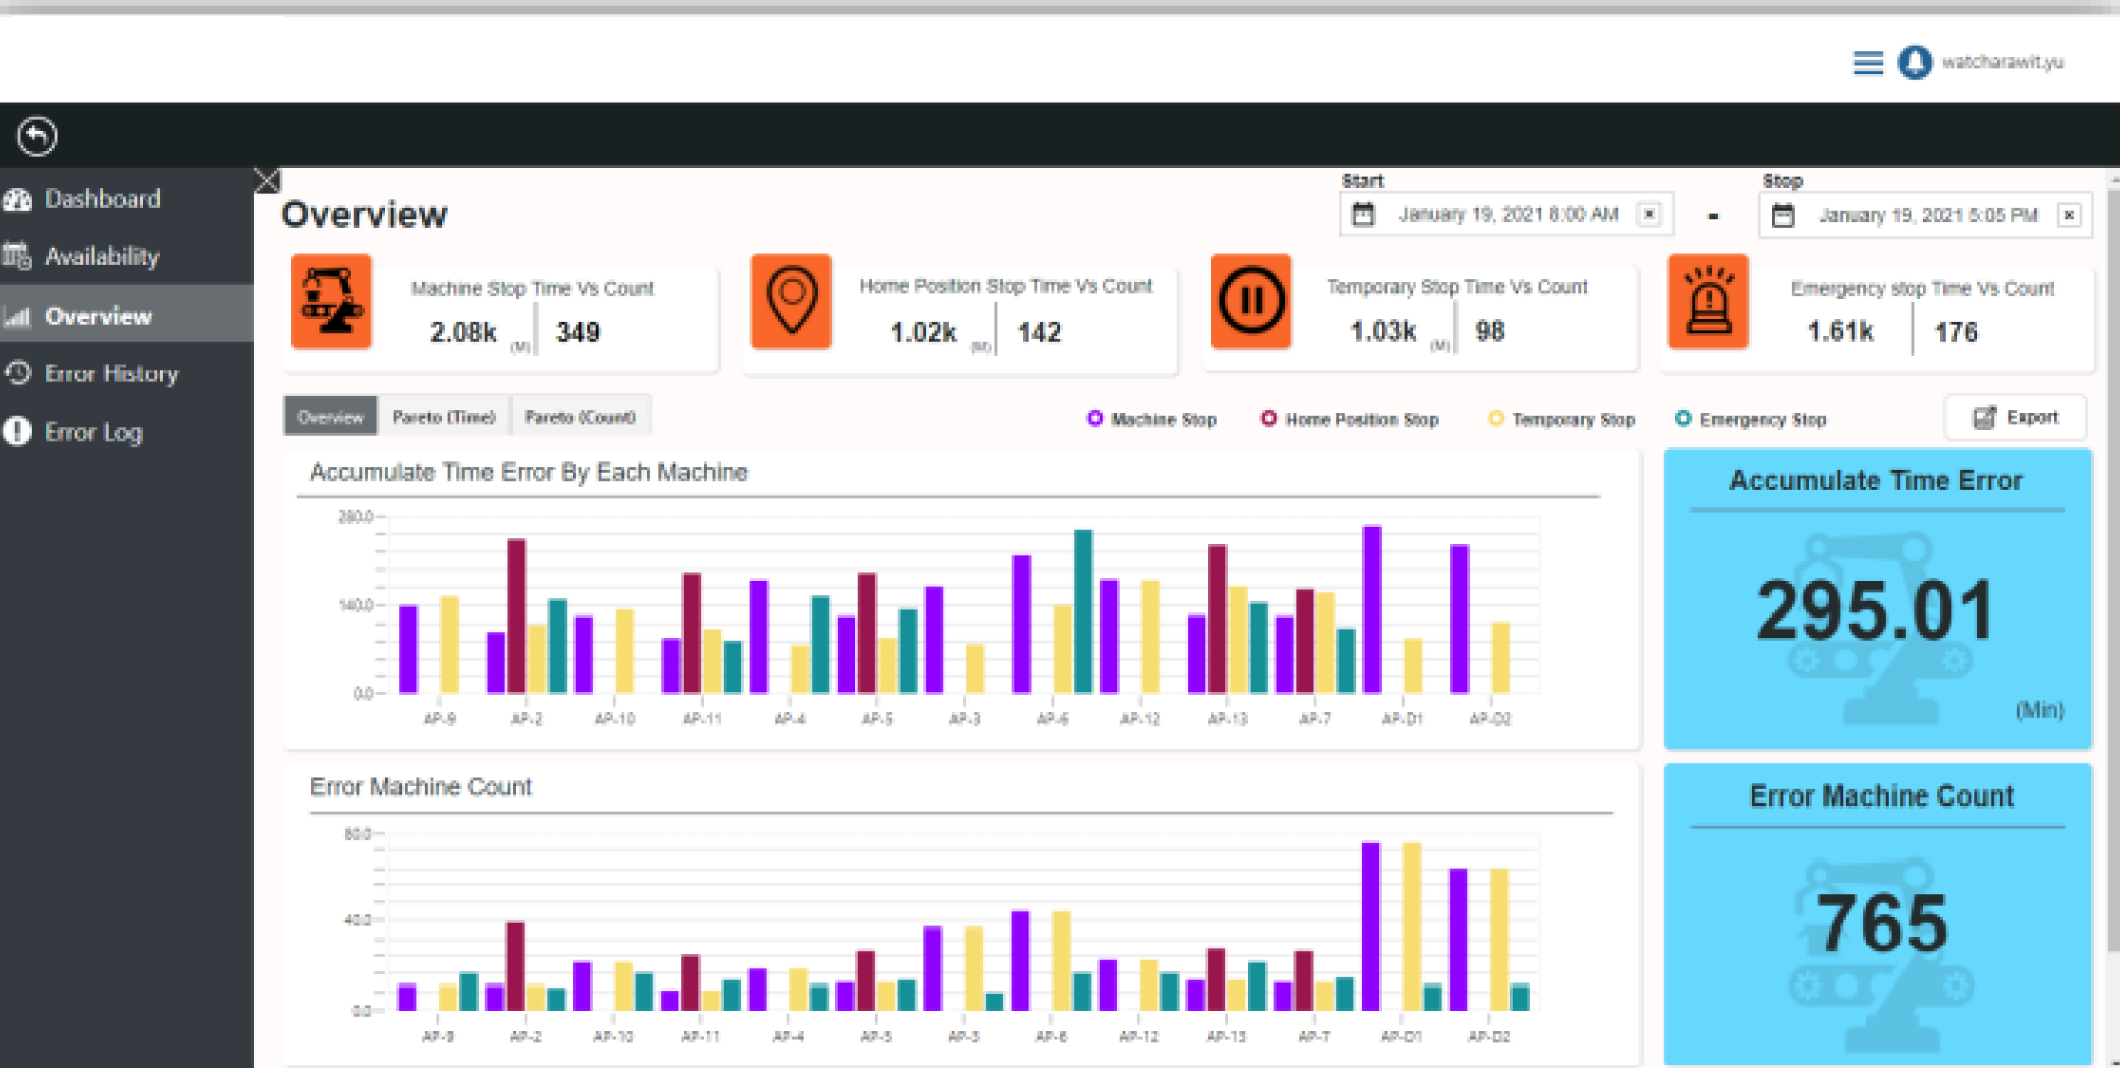 watcharawit.yu
Dashboard
Availability
Overview
Error History
Error Log
Overview
Start
January 19, 2021 8:00 AM
-
Stop
January 19, 2021 5:05 PM
Machine Stop Time Vs Count
2.08k (M) 349
Home Position Stop Time Vs Count
1.02k (M) 142
Temporary Stop Time Vs Count
1.03k (M) 98
Emergency stop Time Vs Count
1.61k 176
Overview Pareto (Time) Pareto (Count)
Machine Stop Home Position Stop Temporary Stop Emergency Stop
Export
Accumulate Time Error By Each Machine
280.0
140.0
0.0
AP-9 AP-2 AP-10 AP-11 AP-4 AP-5 AP-3 AP-6 AP-12 AP-13 AP-7 AP-D1 AP-D2
Accumulate Time Error
295.01
(Min)
Error Machine Count
80.0
40.0
0.0
AP-9 AP-2 AP-10 AP-11 AP-4 AP-5 AP-3 AP-6 AP-12 AP-13 AP-7 AP-D1 AP-D2
Error Machine Count
765